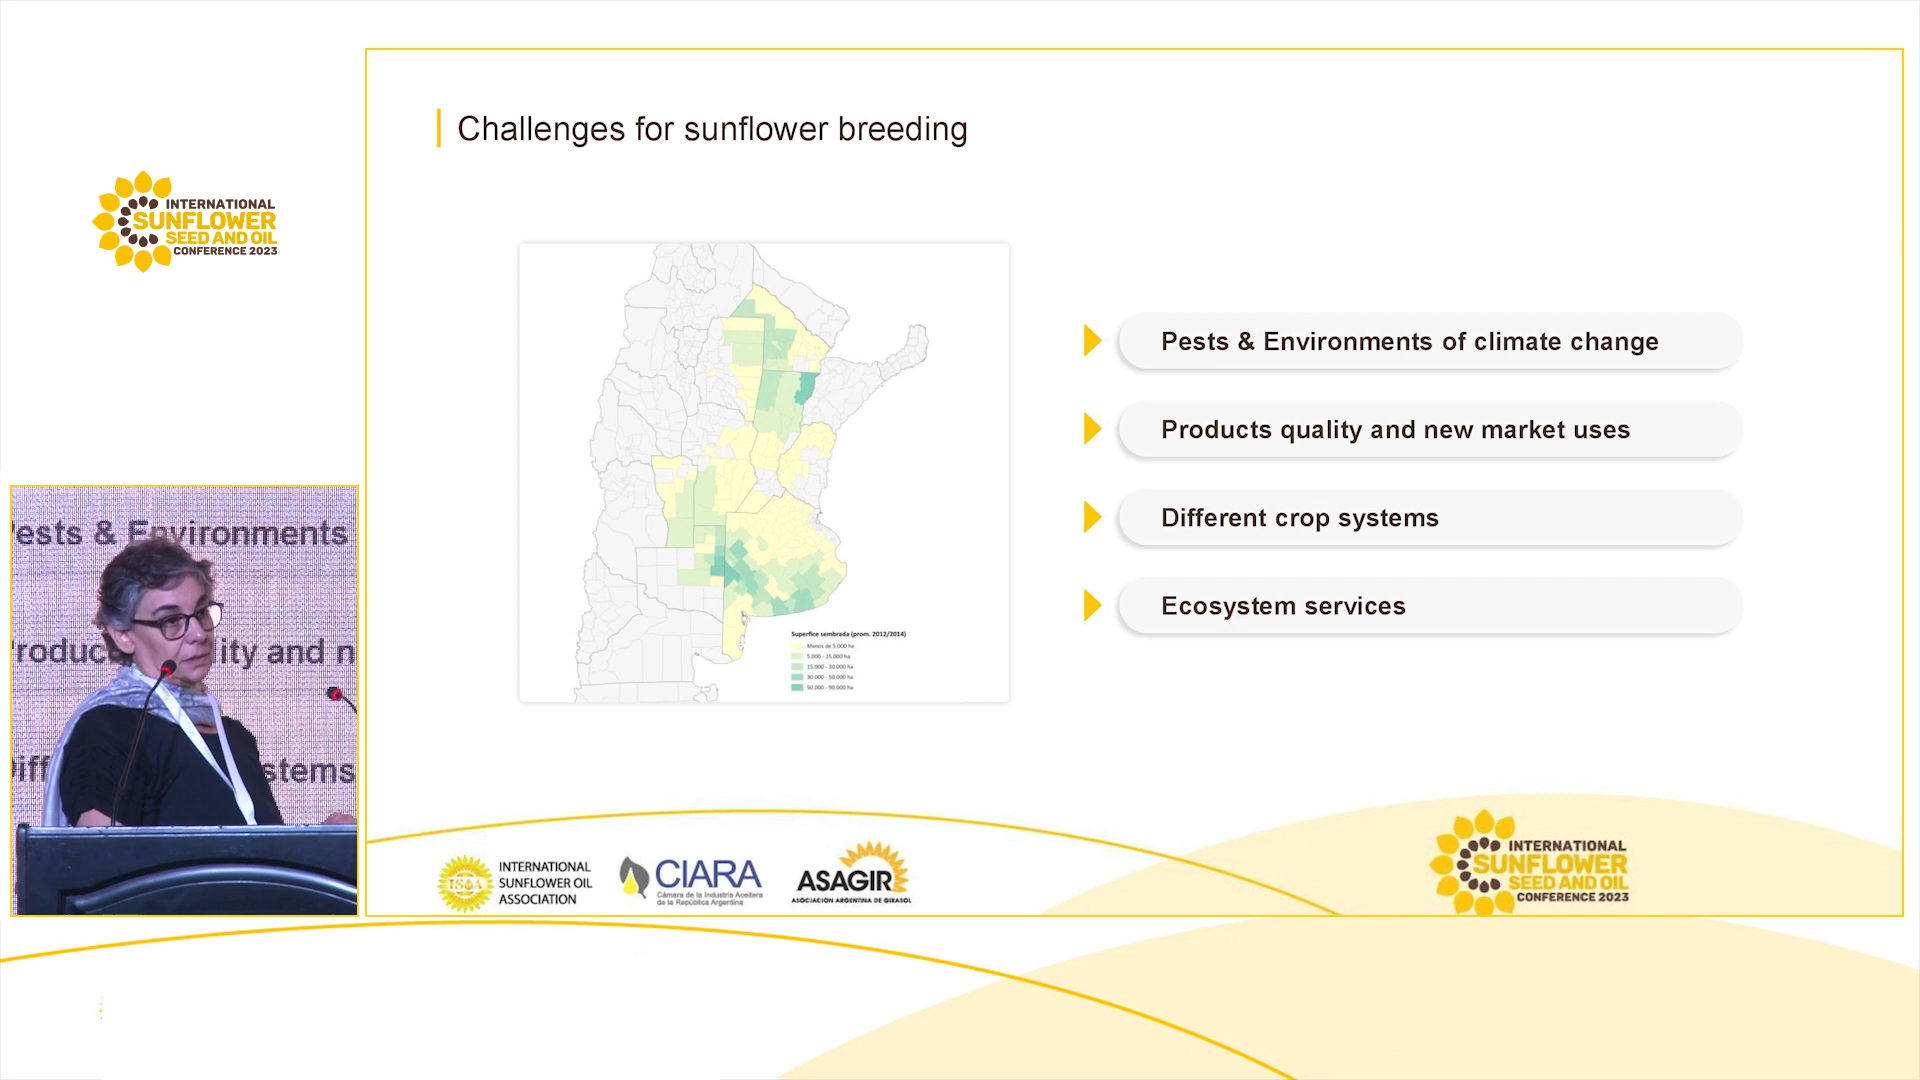 Challenges for sunflower breeding
INTERNATIONAL
SUNFLOWER
SEED AND OIL
CONFERENCE 2023
Pests & Environments of climate change
Products quality and new market uses
Different crop systems
Ecosystem services
Superfice sembrada (prom. 2012/2014)
Menos de 5.000 ha
5.000 - 15.000 ha
15.000 - 30.000 ha
30.000 - 50.000 ha
50.000 - 90.000 ha
ests & Environments
roduc ity and n
iff stems
ISOA
INTERNATIONAL
SUNFLOWER OIL
ASSOCIATION
CIARA
Cámara de la Industria Aceitera
de la República Argentina
ASAGIR
ASOCIACIÓN ARGENTINA DE GIRASOL
INTERNATIONAL
SUNFLOWER
SEED AND OIL
CONFERENCE 2023